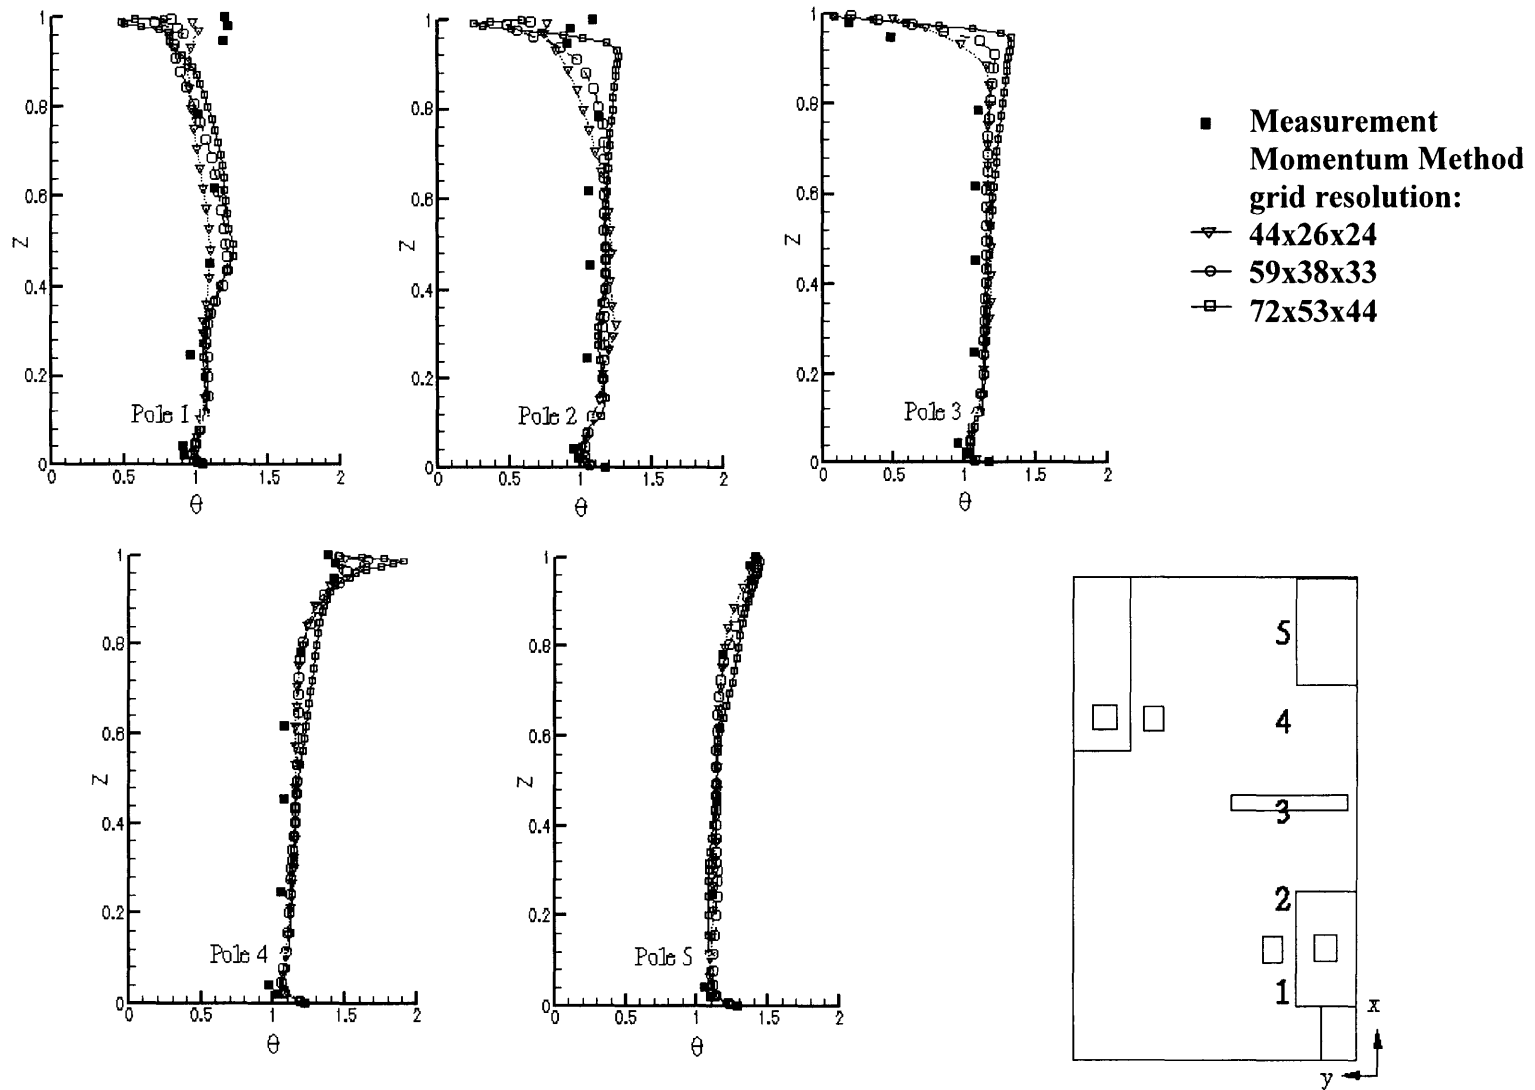 1
0.8
0.6
Z
0.4
0.2
Pole 1
0
0 0.5 1 1.5 2
θ
1
0.8
0.6
Z
0.4
0.2
Pole 2
0
0 0.5 1 1.5 2
θ
1
0.8
0.6
Z
0.4
0.2
Pole 3
0
0 0.5 1 1.5 2
θ
Measurement
Momentum Method
grid resolution:
44x26x24
59x38x33
72x53x44
1
0.8
0.6
Z
0.4
0.2
Pole 4
0
0 0.5 1 1.5 2
θ
1
0.8
0.6
Z
0.4
0.2
Pole 5
0
0 0.5 1 1.5 2
θ
5
4
3
2
1
x
y